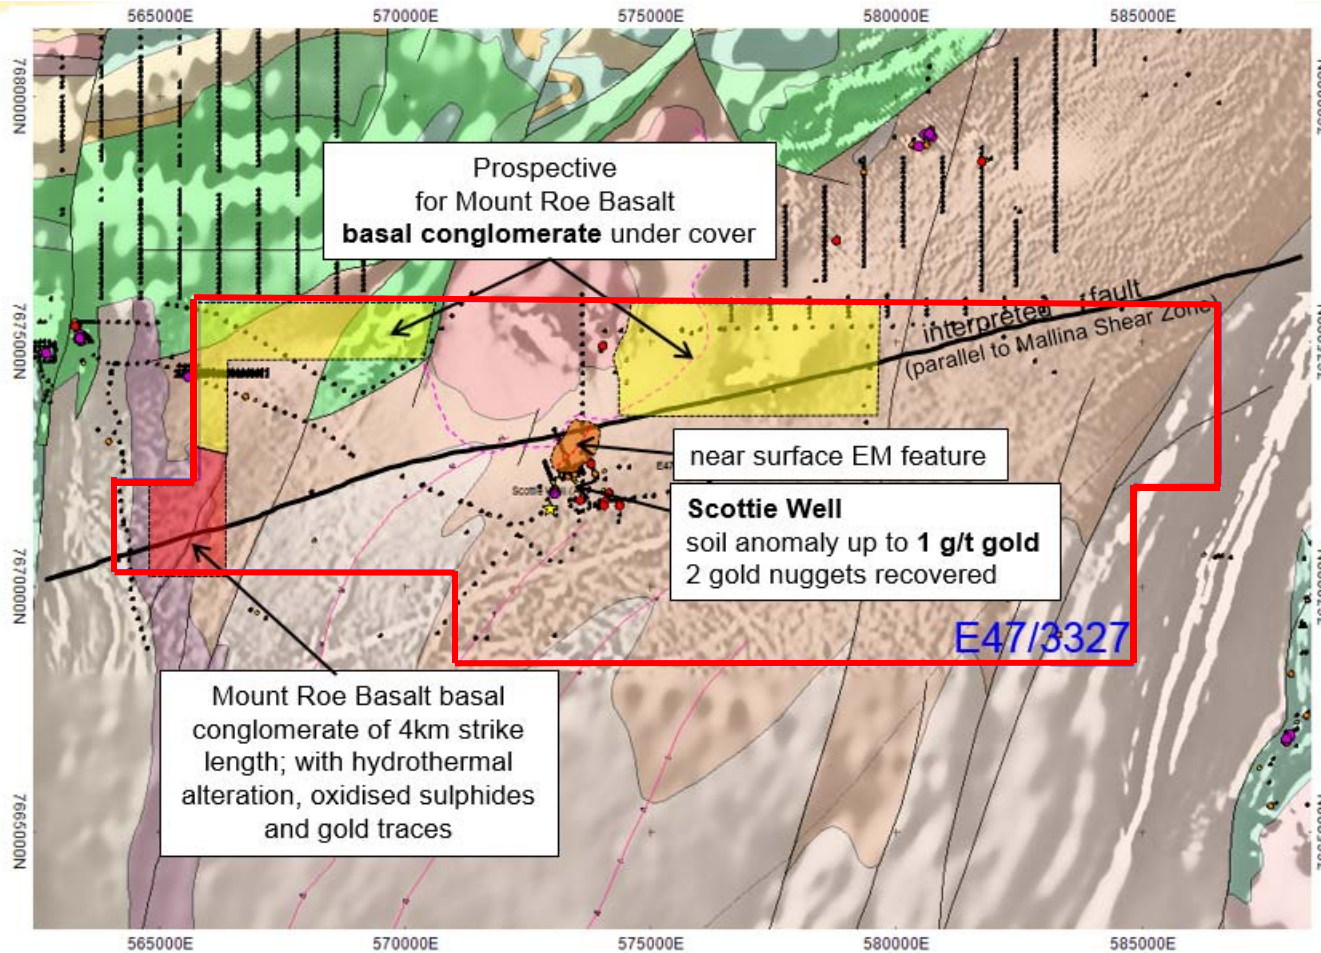 565000E
570000E
575000E
580000E
585000E
7680000N
7675000N
7670000N
7665000N
Prospective
for Mount Roe Basalt
basal conglomerate under cover
interpreted fault
(parallel to Mallina Shear Zone)
near surface EM feature
E47
Scottie
Scottie Well
soil anomaly up to 1 g/t gold
2 gold nuggets recovered
E47/3327
Mount Roe Basalt basal
conglomerate of 4km strike
length; with hydrothermal
alteration, oxidised sulphides
and gold traces
565000E
570000E
575000E
580000E
585000E